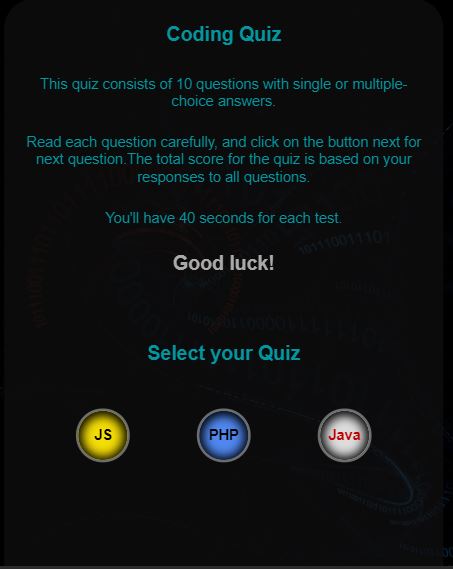 Coding Quiz
This quiz consists of 10 questions with single or multiple-
choice answers.
Read each question carefully, and click on the button next for
next question.The total score for the quiz is based on your
responses to all questions.
You'll have 40 seconds for each test.
Good luck!
Select your Quiz
JS
PHP
Java